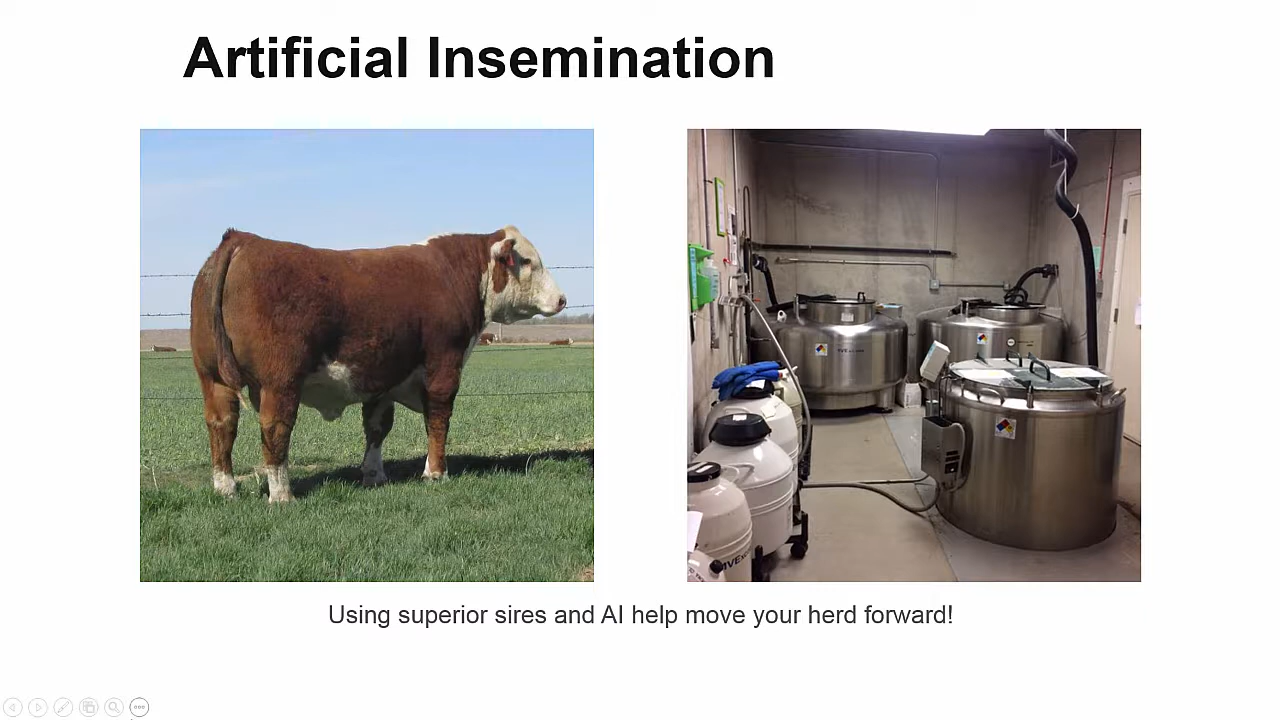 Artificial Insemination
Using superior sires and AI help move your herd forward!